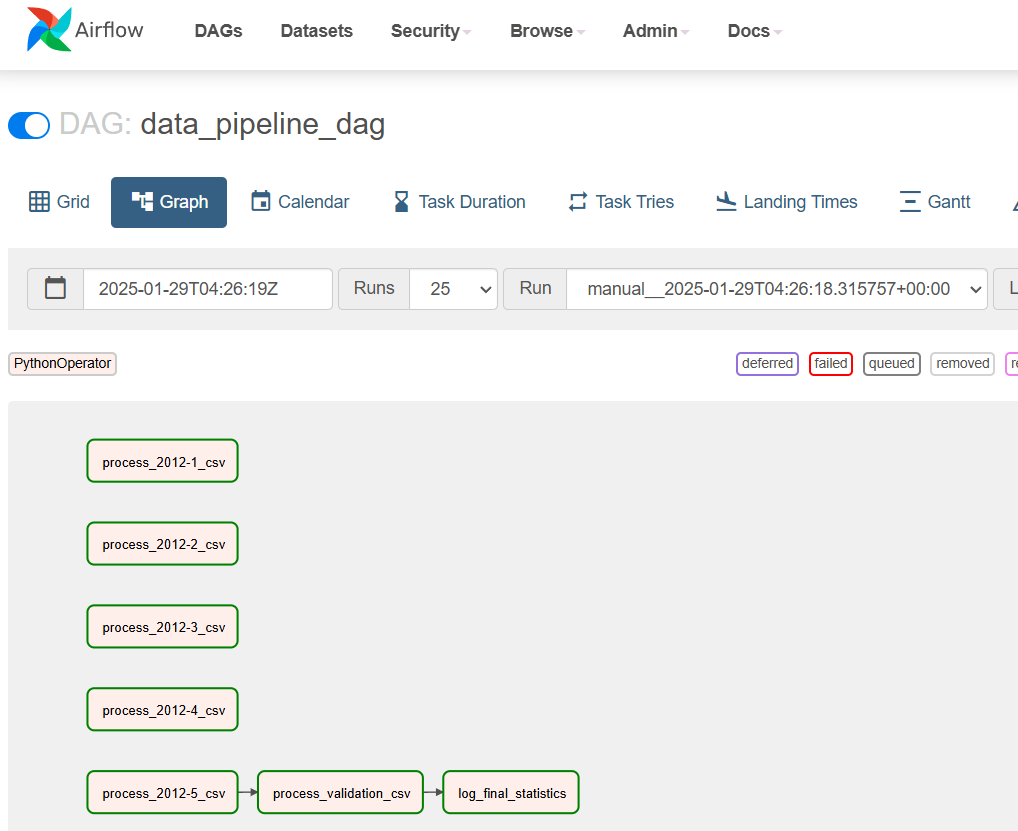 Airflow DAGs Datasets Security Browse Admin Docs
DAG: data_pipeline_dag
Grid Graph Calendar Task Duration Task Tries Landing Times Gantt
2025-01-29T04:26:19Z Runs 25 Run manual__2025-01-29T04:26:18.315757+00:00 L
PythonOperator deferred failed queued removed
process_2012-1_csv
process_2012-2_csv
process_2012-3_csv
process_2012-4_csv
process_2012-5_csv process_validation_csv log_final_statistics